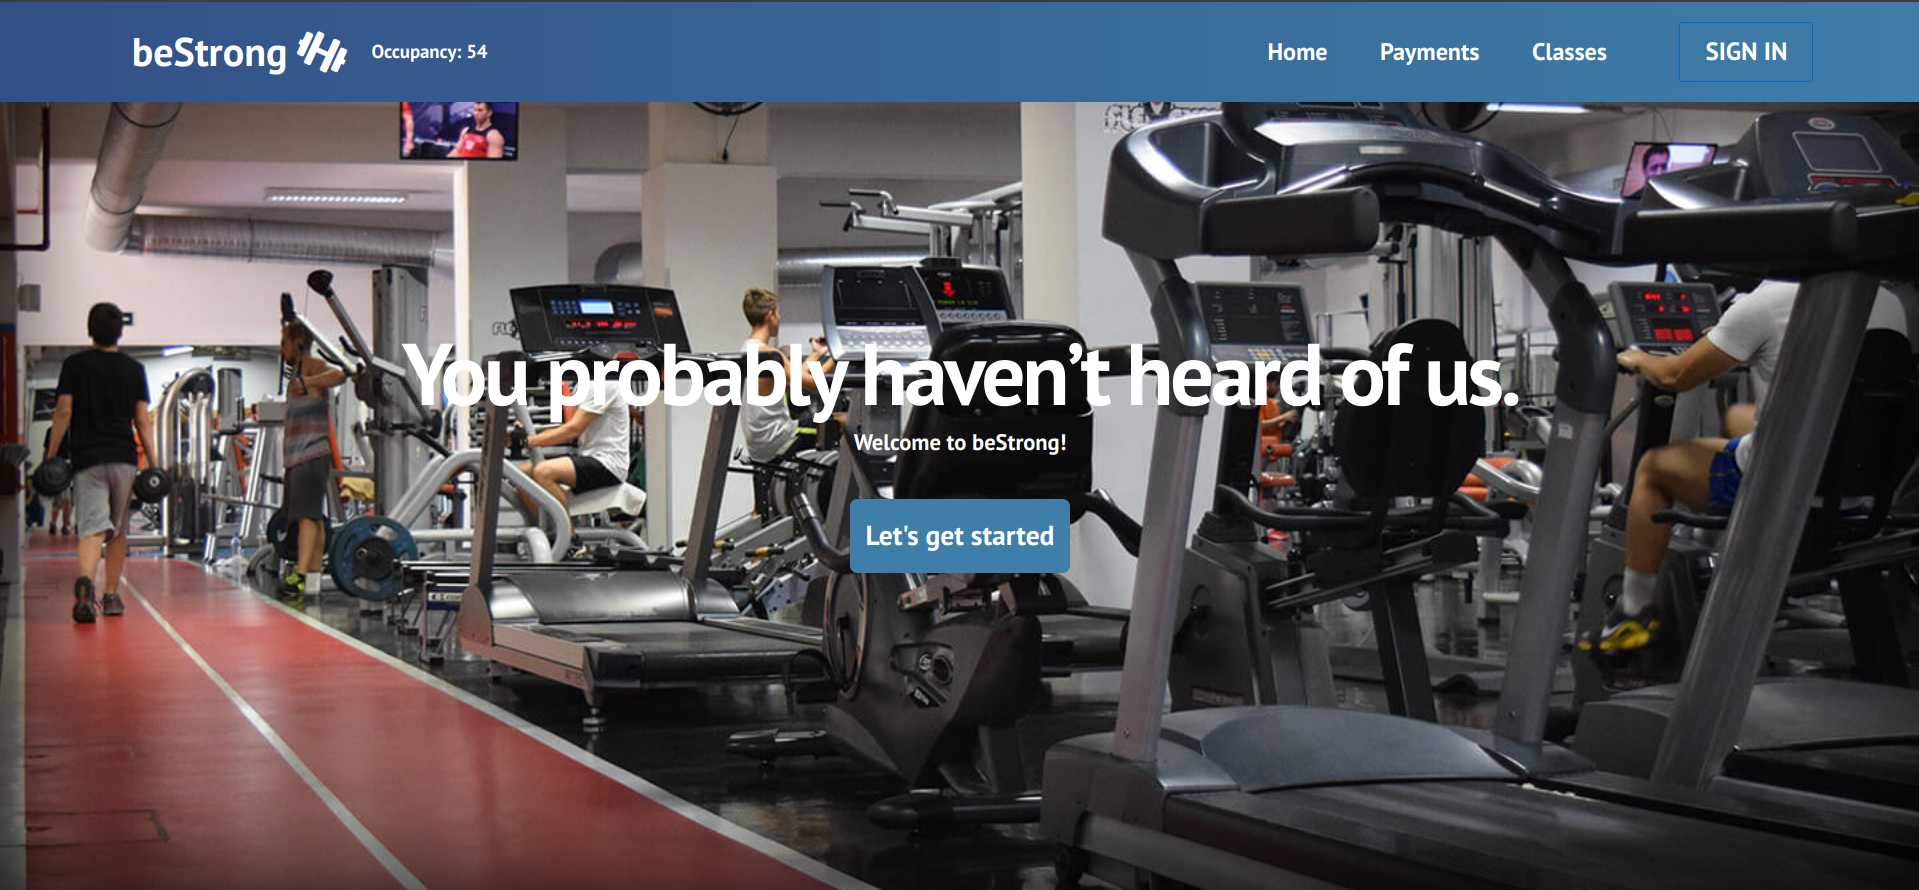 beStrong
Occupancy: 54
Home
Payments
Classes
SIGN IN
You probably haven’t heard of us.
Welcome to beStrong!
Let's get started